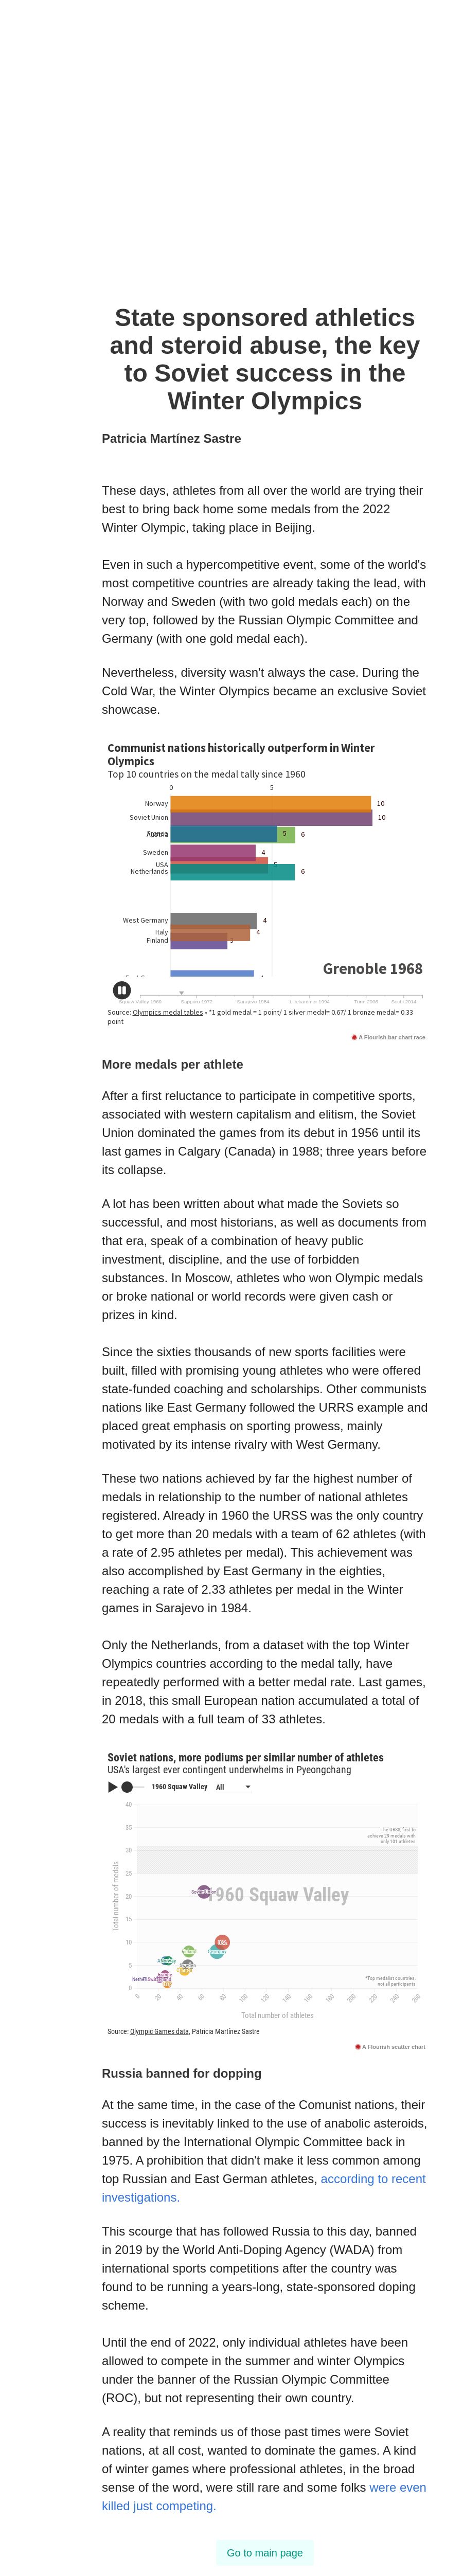 State sponsored athletics
and steroid abuse, the key
to Soviet success in the
Winter Olympics
Patricia Martínez Sastre
These days, athletes from all over the world are trying their
best to bring back home some medals from the 2022
Winter Olympic, taking place in Beijing.
Even in such a hypercompetitive event, some of the world's
most competitive countries are already taking the lead, with
Norway and Sweden (with two gold medals each) on the
very top, followed by the Russian Olympic Committee and
Germany (with one gold medal each).
Nevertheless, diversity wasn't always the case. During the
Cold War, the Winter Olympics became an exclusive Soviet
showcase.
Communist nations historically outperform in Winter
Olympics
Top 10 countries on the medal tally since 1960
0 5
Norway 10
Soviet Union 10
5 6
Sweden 4
USA 5
Netherlands 6
West Germany 4
Italy 4
Finland 3
Grenoble 1968
Squaw Valley 1960 Sapporo 1972 Sarajevo 1984 Lillehammer 1994 Turin 2006 Sochi 2014
Source: Olympics medal tables • *1 gold medal = 1 point/ 1 silver medal= 0.67/ 1 bronze medal= 0.33
point
A Flourish bar chart race
More medals per athlete
After a first reluctance to participate in competitive sports,
associated with western capitalism and elitism, the Soviet
Union dominated the games from its debut in 1956 until its
last games in Calgary (Canada) in 1988; three years before
its collapse.
A lot has been written about what made the Soviets so
successful, and most historians, as well as documents from
that era, speak of a combination of heavy public
investment, discipline, and the use of forbidden
substances. In Moscow, athletes who won Olympic medals
or broke national or world records were given cash or
prizes in kind.
Since the sixties thousands of new sports facilities were
built, filled with promising young athletes who were offered
state-funded coaching and scholarships. Other communists
nations like East Germany followed the URRS example and
placed great emphasis on sporting prowess, mainly
motivated by its intense rivalry with West Germany.
These two nations achieved by far the highest number of
medals in relationship to the number of national athletes
registered. Already in 1960 the URSS was the only country
to get more than 20 medals with a team of 62 athletes (with
a rate of 2.95 athletes per medal). This achievement was
also accomplished by East Germany in the eighties,
reaching a rate of 2.33 athletes per medal in the Winter
games in Sarajevo in 1984.
Only the Netherlands, from a dataset with the top Winter
Olympics countries according to the medal tally, have
repeatedly performed with a better medal rate. Last games,
in 2018, this small European nation accumulated a total of
20 medals with a full team of 33 athletes.
Soviet nations, more podiums per similar number of athletes
USA's largest ever contingent underwhelms in Pyeongchang
1960 Squaw Valley All
40
The URSS, first to
achieve 29 medals with
only 101 athletes
35
30
25
Total number of medals
1960 Squaw Valley
20
15
10
5
*Top medalist countries,
not all participants
0
0 20 40 60 80 100 120 140 160 180 200 220 240 260
Total number of athletes
Source: Olympic Games data, Patricia Martínez Sastre
A Flourish scatter chart
Russia banned for dopping
At the same time, in the case of the Comunist nations, their
success is inevitably linked to the use of anabolic asteroids,
banned by the International Olympic Committee back in
1975. A prohibition that didn't make it less common among
top Russian and East German athletes, according to recent
investigations.
This scourge that has followed Russia to this day, banned
in 2019 by the World Anti-Doping Agency (WADA) from
international sports competitions after the country was
found to be running a years-long, state-sponsored doping
scheme.
Until the end of 2022, only individual athletes have been
allowed to compete in the summer and winter Olympics
under the banner of the Russian Olympic Committee
(ROC), but not representing their own country.
A reality that reminds us of those past times were Soviet
nations, at all cost, wanted to dominate the games. A kind
of winter games where professional athletes, in the broad
sense of the word, were still rare and some folks were even
killed just competing.
Go to main page